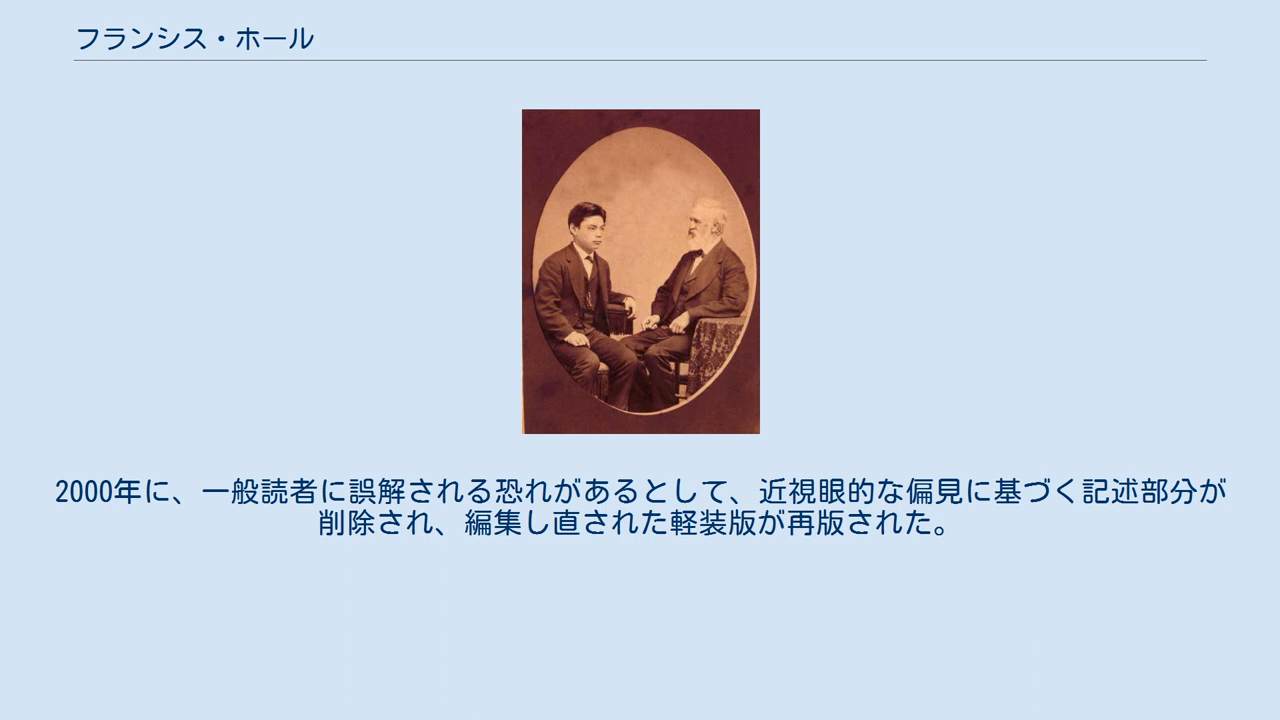 フランシス・ホール
2000年に、一般読者に誤解される恐れがあるとして、近視眼的な偏見に基づく記述部分が
削除され、編集し直された軽装版が再版された。